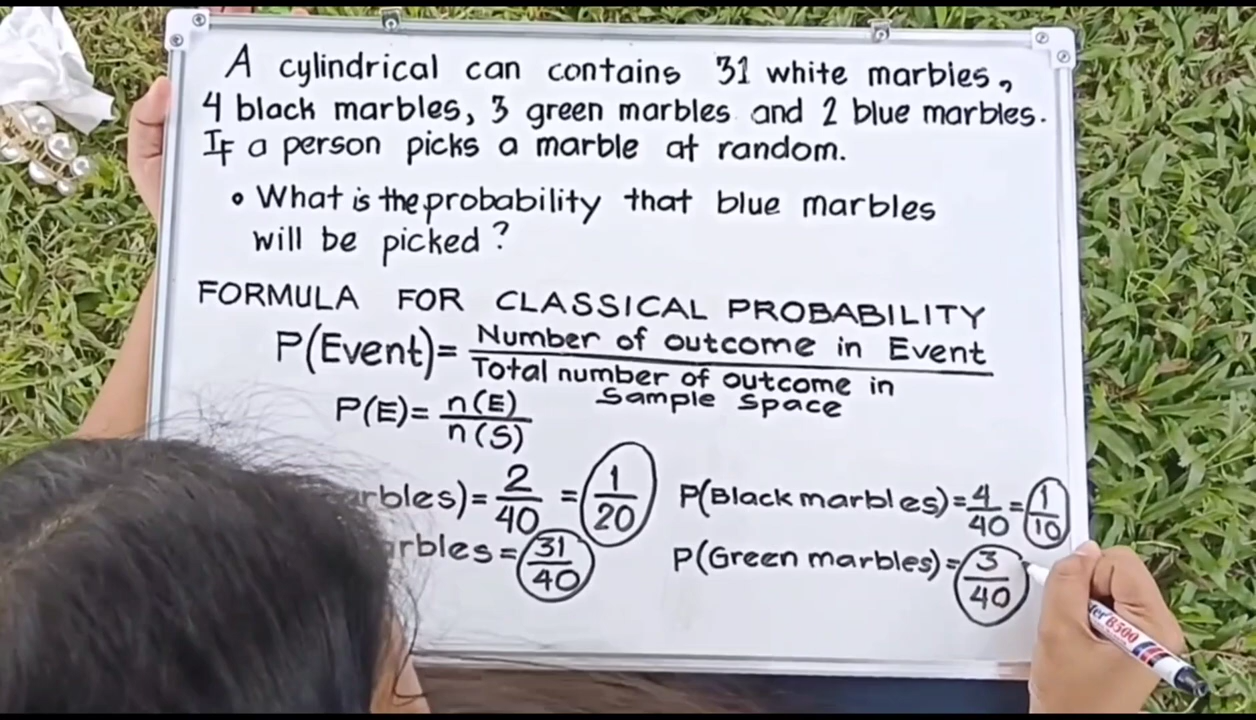 A cylindrical can contains 31 white marbles,
4 black marbles, 3 green marbles and 2 blue marbles.
If a person picks a marble at random.
• What is the probability that blue marbles
will be picked?
FORMULA FOR CLASSICAL PROBABILITY
P(Event)= Number of outcome in Event
Total number of outcome in
Sample Space
P(E)= n(E)
n(S)
rbles)= 2/40 = 1/20
P(Black marbles)= 4/40 = 1/10
rbles = 31/40
P(Green marbles)= 3/40
B500